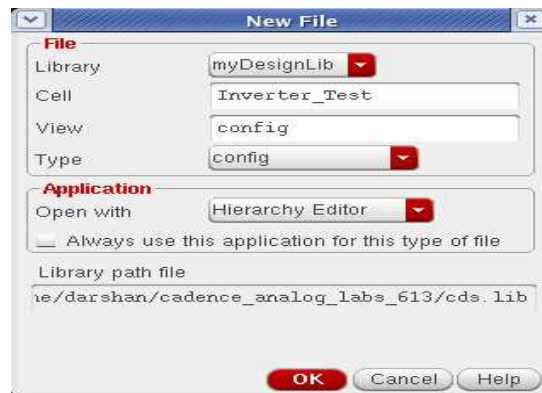 New File
File
Library myDesignLib
Cell Inverter_Test
View config
Type config
Application
Open with Hierarchy Editor
Always use this application for this type of file
Library path file
/darshan/cadence_analog_labs_613/cds.lib
OK Cancel Help